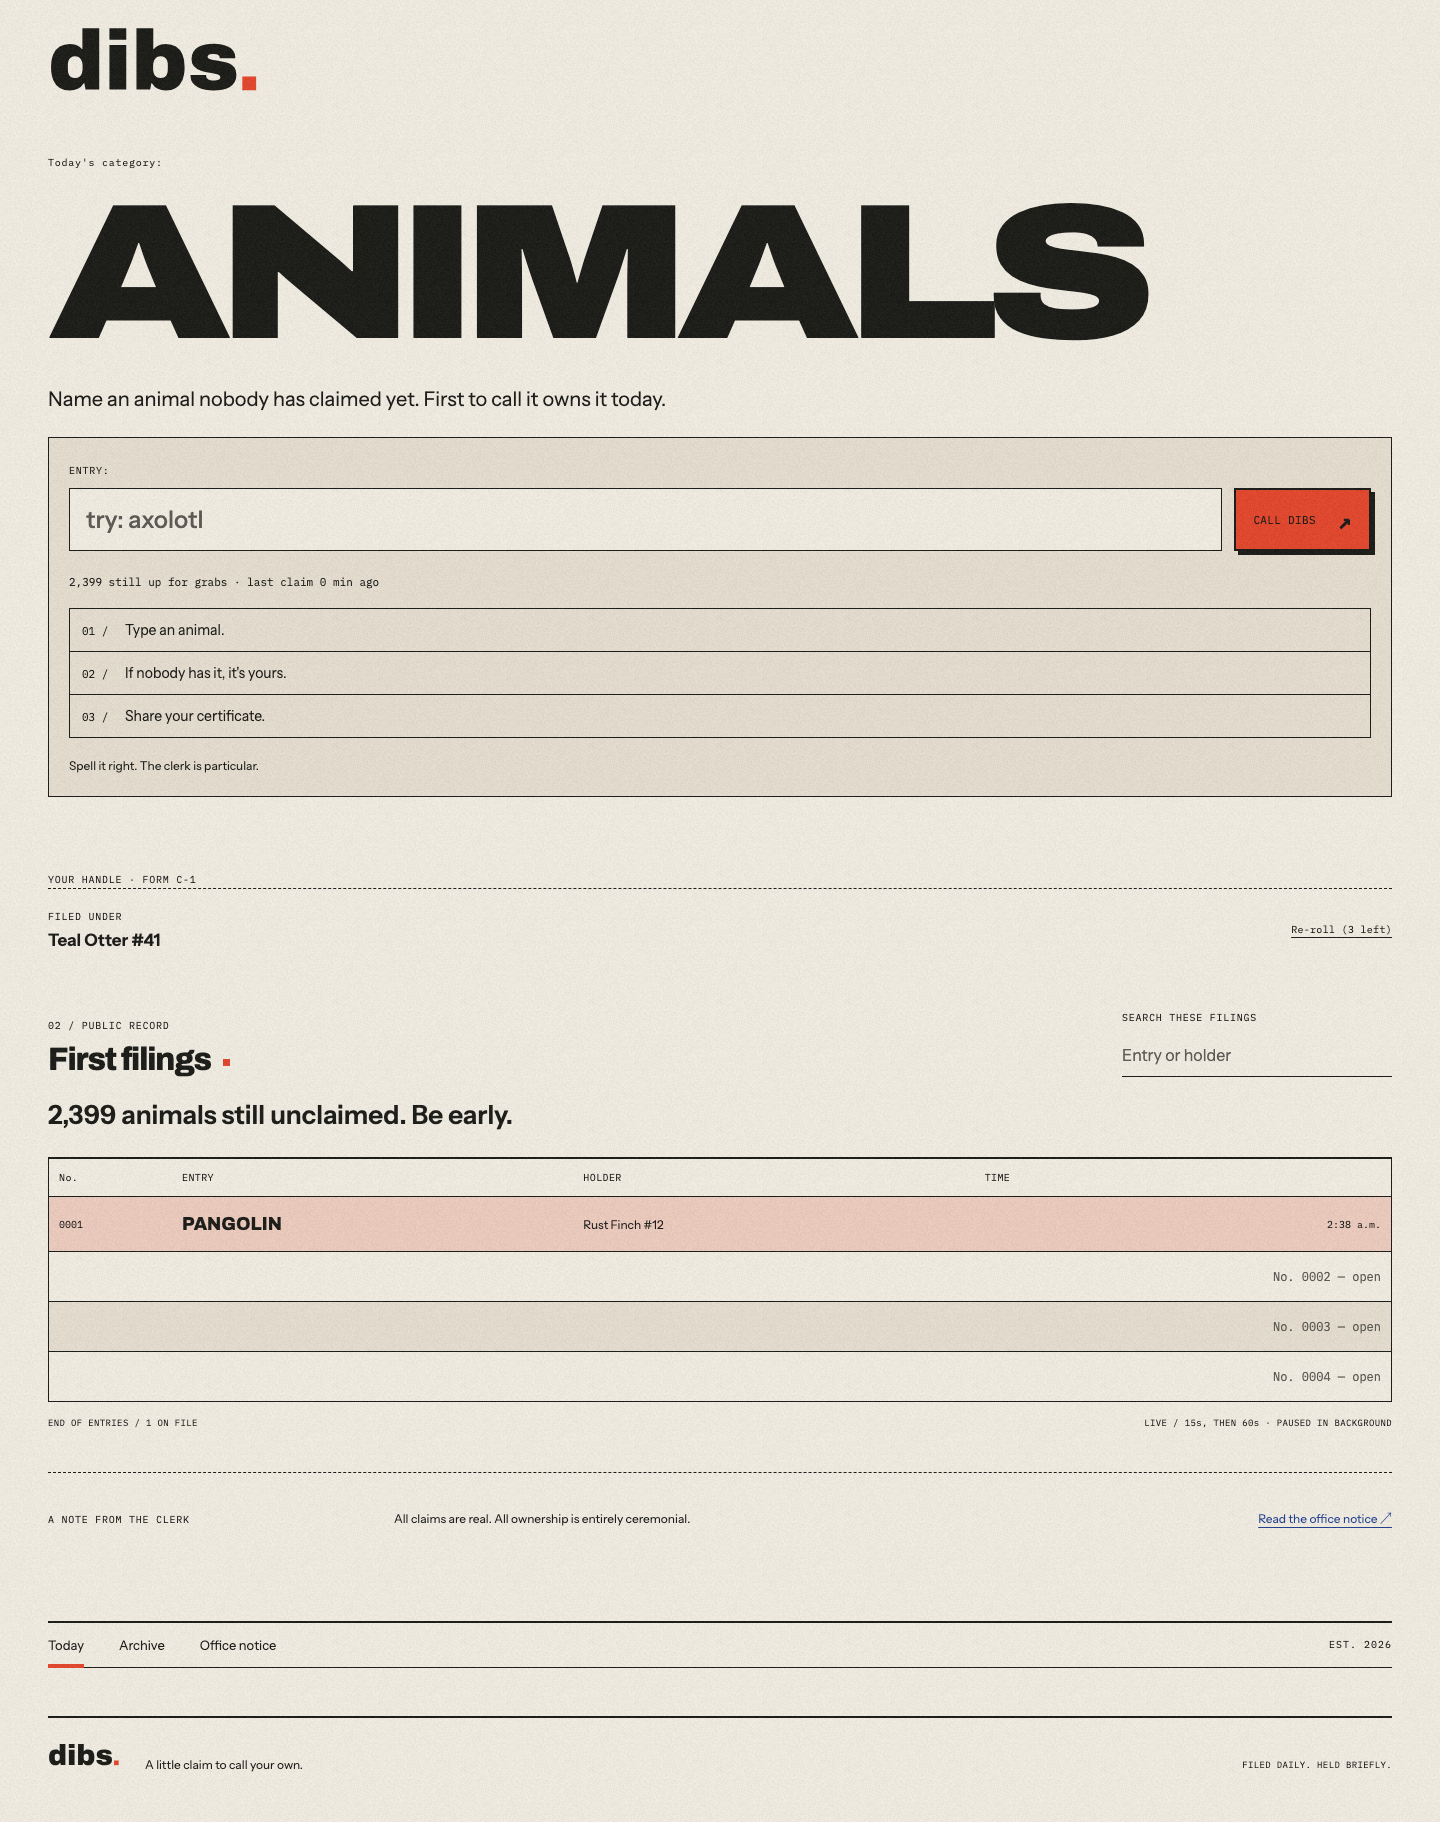 dibs.
Today's category:
ANIMALS
Name an animal nobody has claimed yet. First to call it owns it today.
ENTRY:
try: axolotl
CALL DIBS ↗
2,399 still up for grabs · last claim 0 min ago
01 / Type an animal.
02 / If nobody has it, it's yours.
03 / Share your certificate.
Spell it right. The clerk is particular.
YOUR HANDLE · FORM C-1
FILED UNDER
Teal Otter #41
Re-roll (3 left)
02 / PUBLIC RECORD
First filings
SEARCH THESE FILINGS
Entry or holder
2,399 animals still unclaimed. Be early.
No. ENTRY HOLDER TIME
0001 PANGOLIN Rust Finch #12 2:38 a.m.
No. 0002 — open
No. 0003 — open
No. 0004 — open
END OF ENTRIES / 1 ON FILE
LIVE / 15s, THEN 60s · PAUSED IN BACKGROUND
A NOTE FROM THE CLERK
All claims are real. All ownership is entirely ceremonial.
Read the office notice ↗
Today Archive Office notice
EST. 2026
dibs. A little claim to call your own.
FILED DAILY. HELD BRIEFLY.